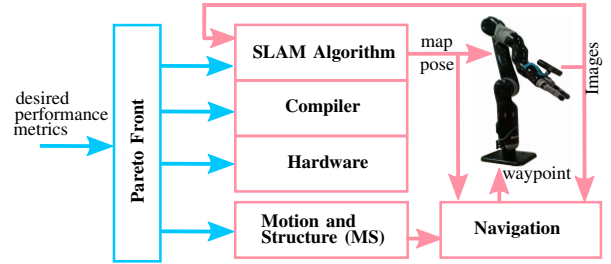 desired
performance
metrics
Pareto Front
SLAM Algorithm
Compiler
Hardware
Motion and
Structure (MS)
map
pose
Images
waypoint
Navigation